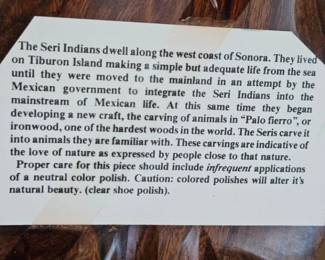 The Seri Indians dwell along the west coast of Sonora. They lived
on Tiburon Island making a simple but adequate life from the sea
until they were moved to the mainland in an attempt by the
Mexican government to integrate the Seri Indians into the
mainstream of Mexican life. At this same time they began
developing a new craft, the carving of animals in "Palo fierro", or
ironwood, one of the hardest woods in the world. The Seris carve it
into animals they are familiar with. These carvings are indicative of
the love of nature as expressed by people close to that nature.
Proper care for this piece should include infrequent applications
of a neutral color polish. Caution: colored polishes will alter it's
natural beauty. (clear shoe polish).